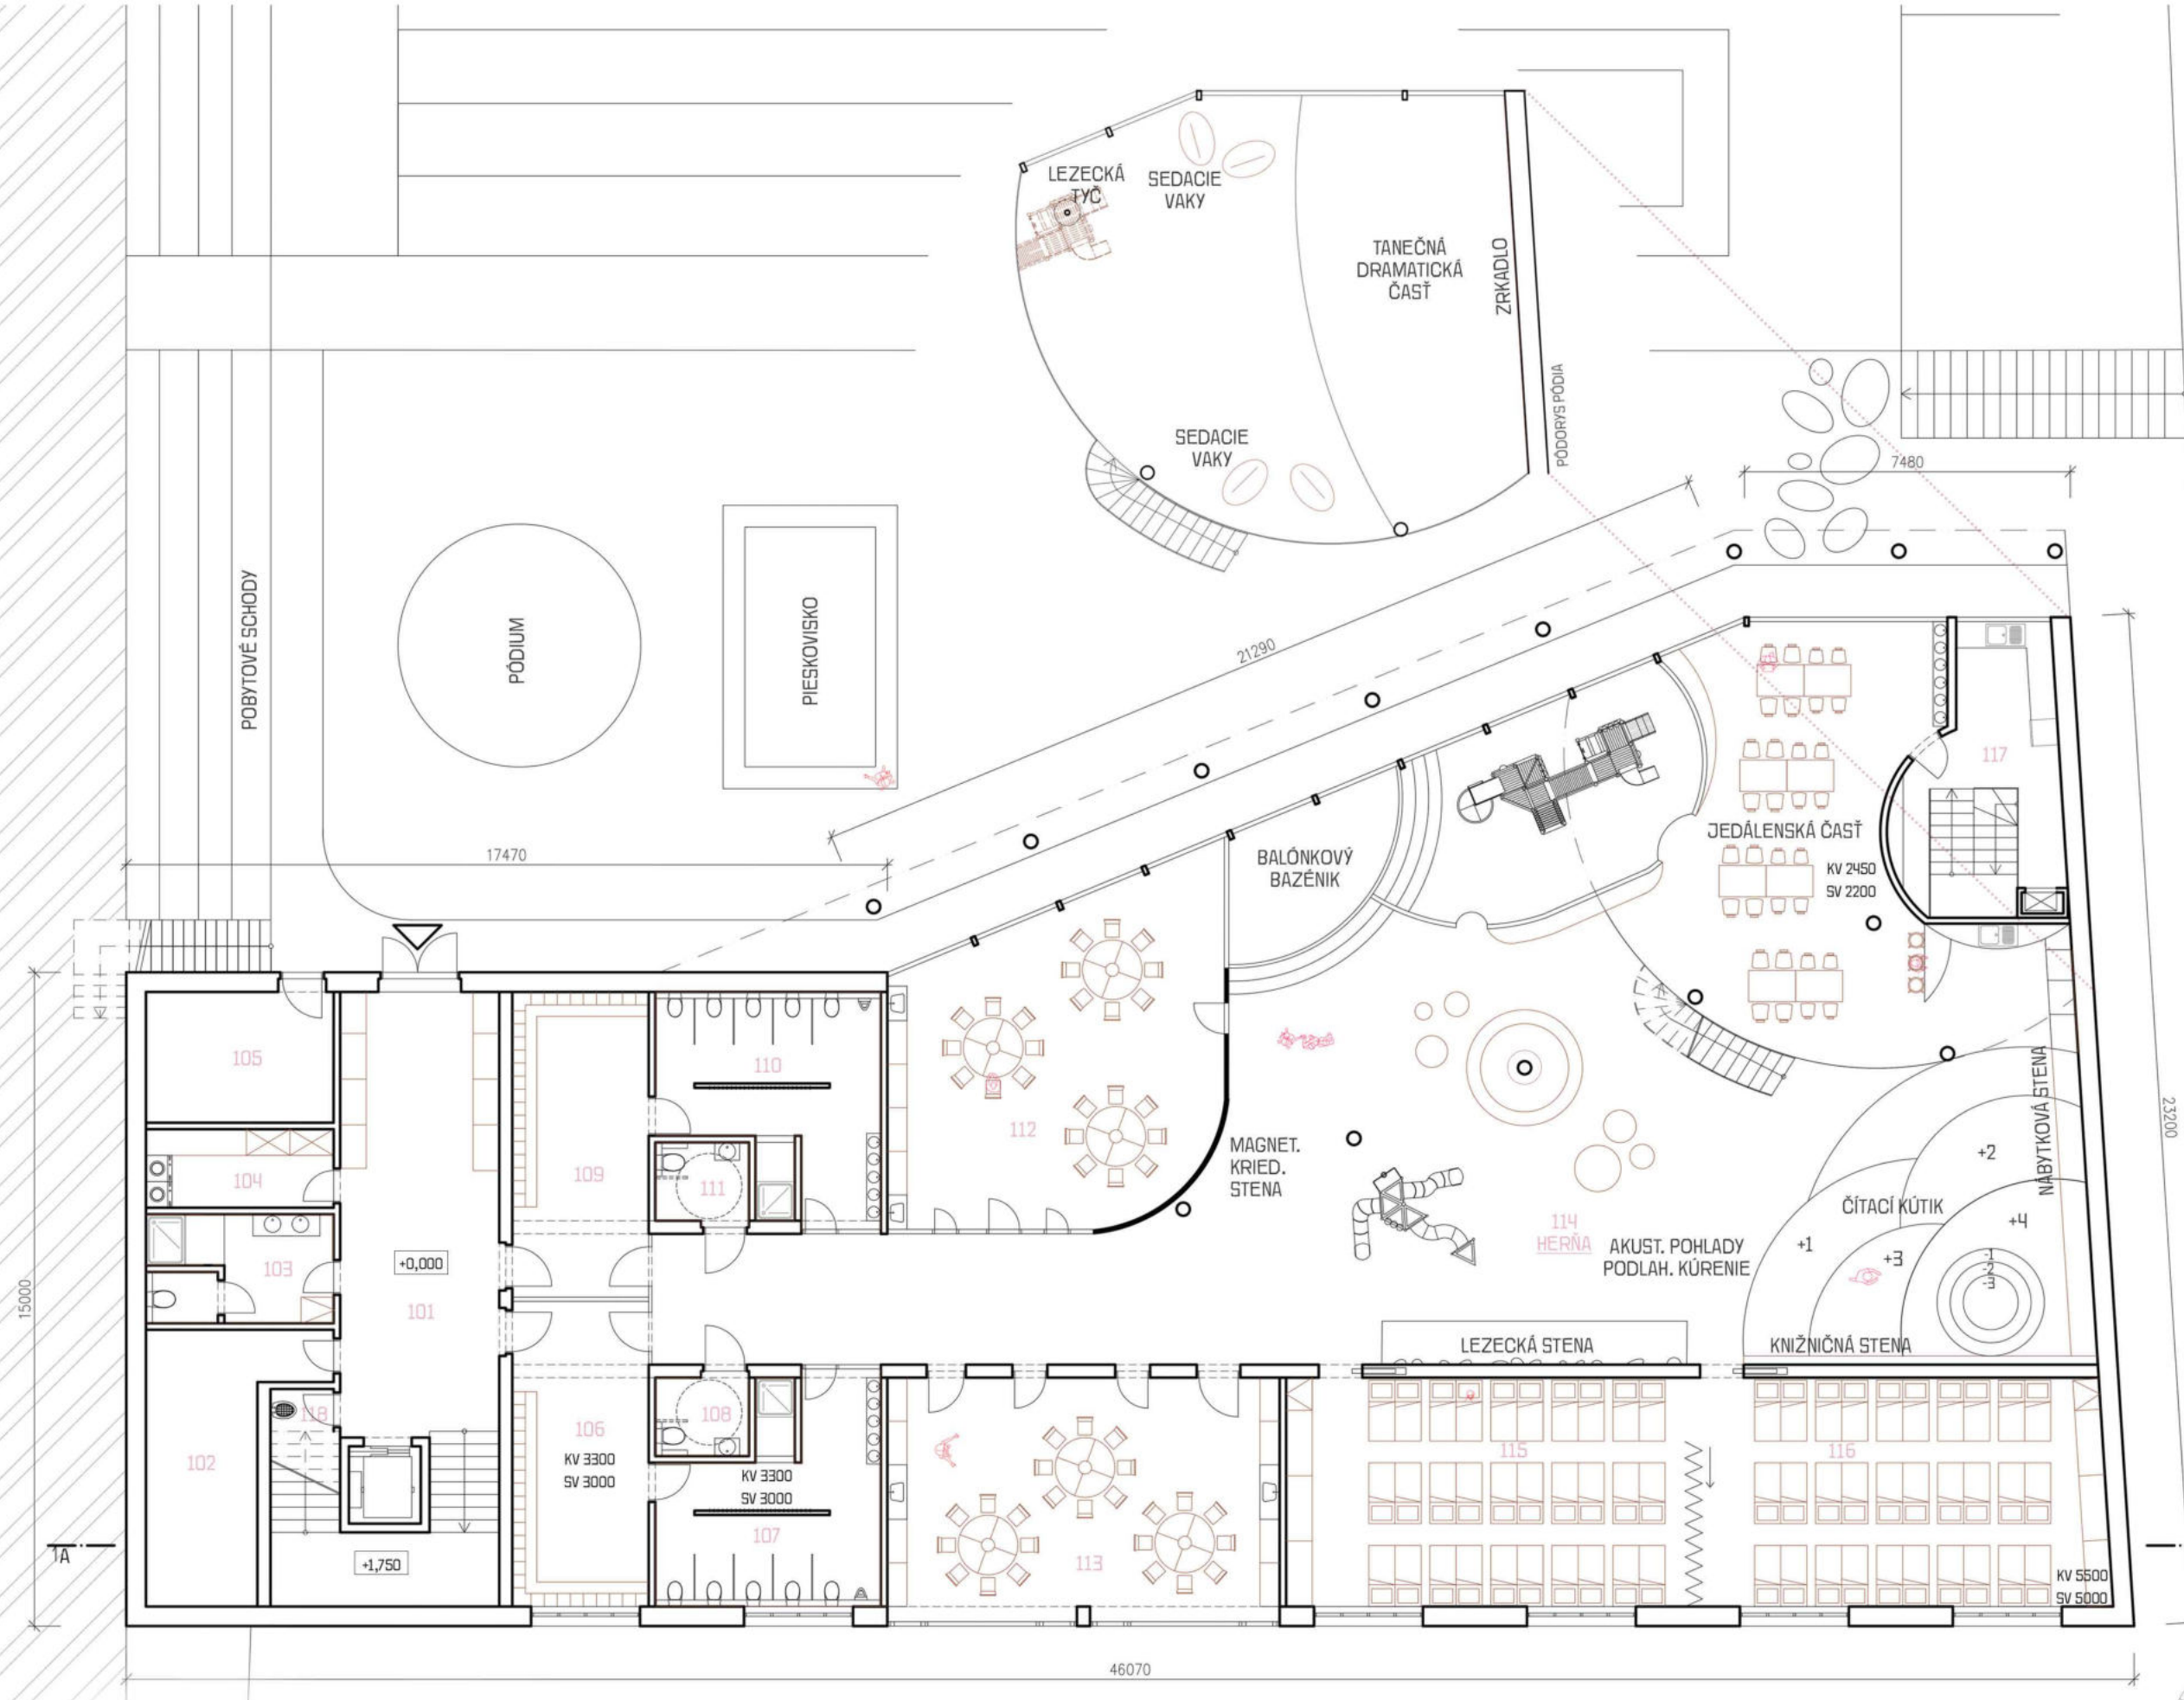 LEZECKÁ
TYČ
SEDACIE
VAKY
TANEČNÁ
DRAMATICKÁ
ČASŤ
ZRKADLO
PÔDORYS PÓDIA
SEDACIE
VAKY
7480
POBYTOVÉ SCHODY
PÓDIUM
PIESKOVISKO
21290
117
17470
BALÓNKOVÝ
BAZÉNIK
JEDÁLENSKÁ ČASŤ
KV 2450
SV 2200
105
110
104
109
111
112
MAGNET.
KRIED.
STENA
NÁBYTKOVÁ STENA
23200
+2
ČÍTACÍ KÚTIK
+4
+1
+3
-1
-2
-3
114
HERŇA
AKUST. POHLADY
PODLAH. KÚRENIE
103
+0,000
101
15000
LEZECKÁ STENA
KNIŽNIČNÁ STENA
118
106
KV 3300
SV 3000
108
KV 3300
SV 3000
107
102
115
116
+1,750
113
1A
KV 5500
SV 5000
46070